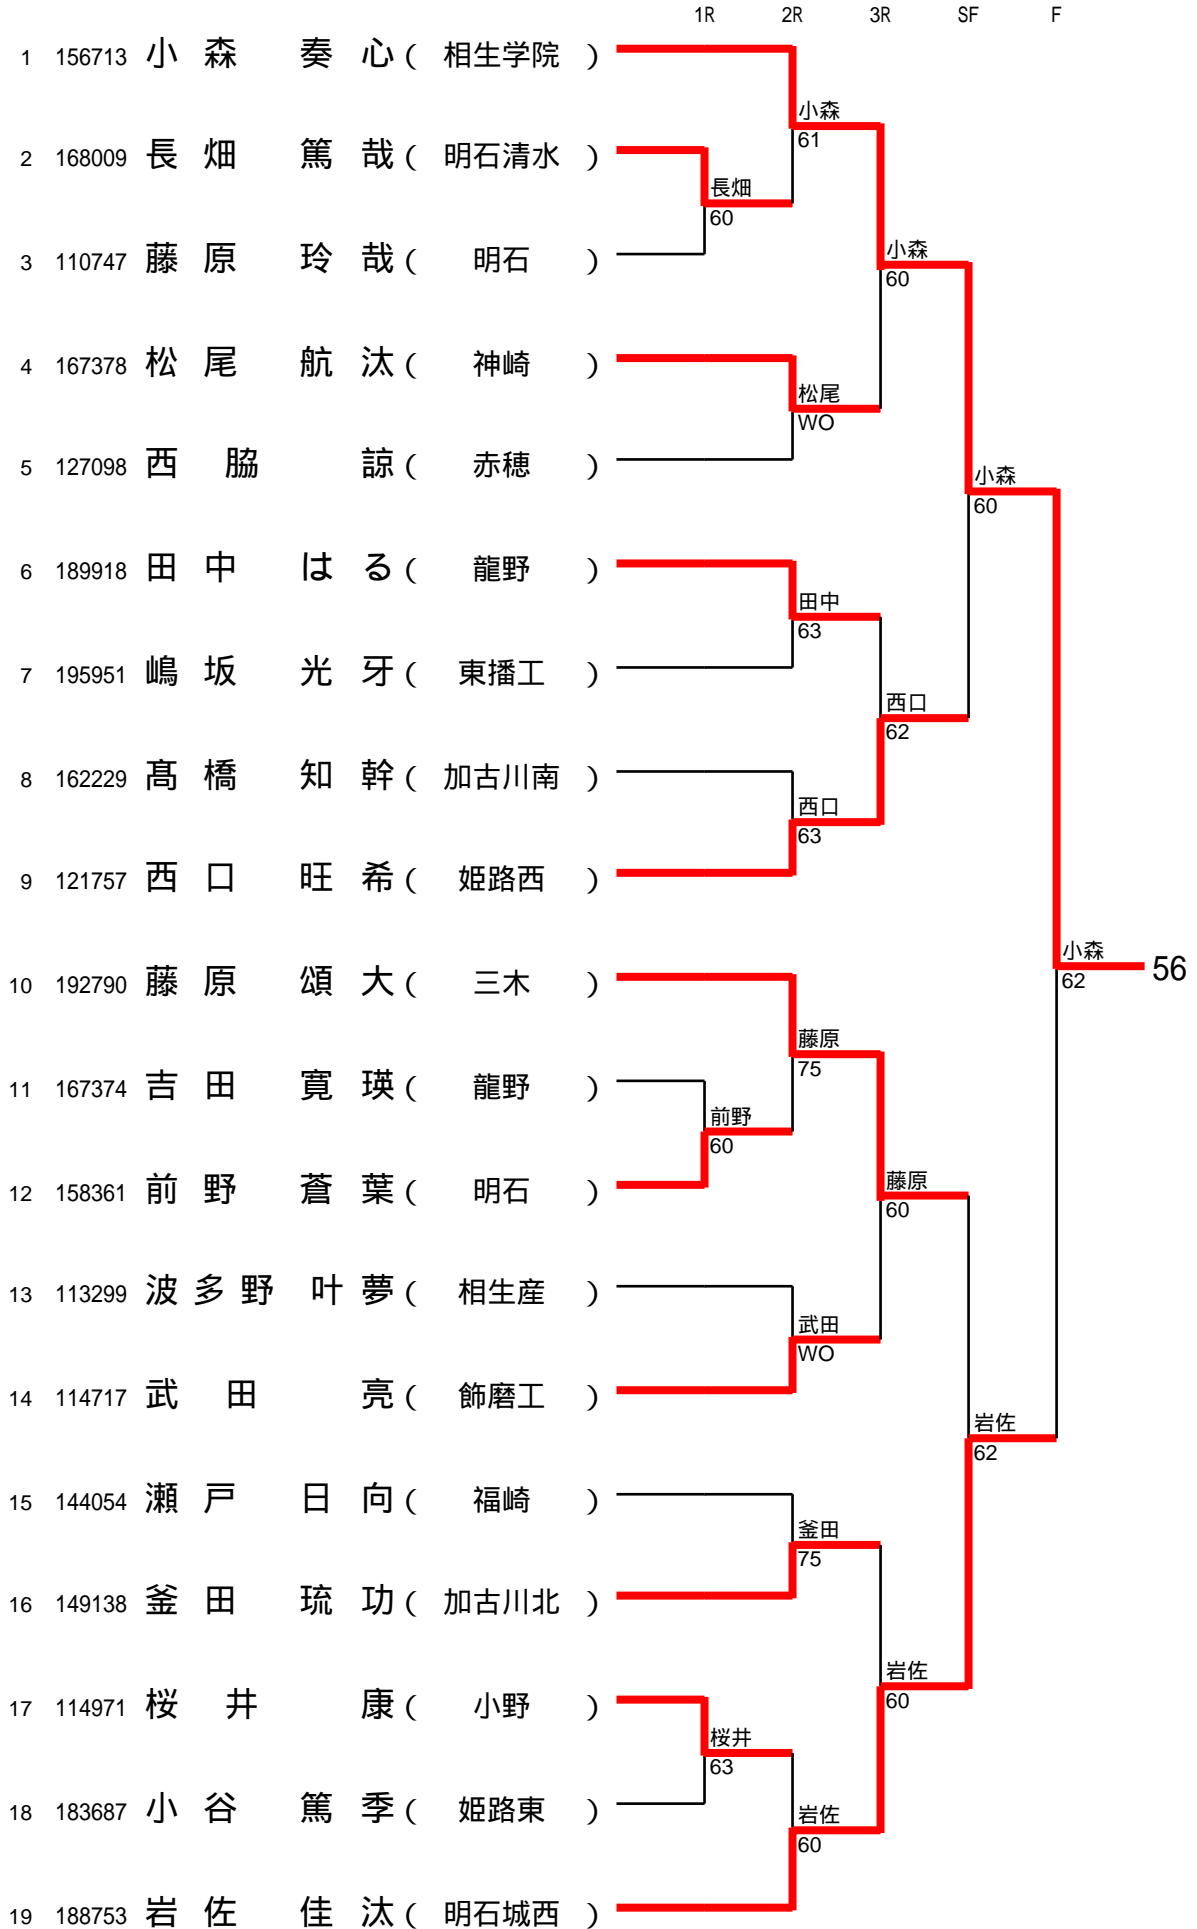 1R 2R 3R SF F
1 156713 小森 奏心 ( 相生学院 )
小森
61
2 168009 長畑 篤哉 ( 明石清水 )
長畑
60
3 110747 藤原 玲哉 ( 明石 )
小森
60
4 167378 松尾 航汰 ( 神崎 )
松尾
WO
5 127098 西脇 諒 ( 赤穂 )
小森
60
6 189918 田中 はる ( 龍野 )
田中
63
7 195951 嶋坂 光牙 ( 東播工 )
西口
62
8 162229 髙橋 知幹 ( 加古川南 )
西口
63
9 121757 西口 旺希 ( 姫路西 )
小森
62
56
10 192790 藤原 頌大 ( 三木 )
藤原
75
11 167374 吉田 寛瑛 ( 龍野 )
前野
60
12 158361 前野 蒼葉 ( 明石 )
藤原
60
13 113299 波多野 叶夢 ( 相生産 )
武田
WO
14 114717 武田 亮 ( 飾磨工 )
岩佐
62
15 144054 瀬戸 日向 ( 福崎 )
釜田
75
16 149138 釜田 琉功 ( 加古川北 )
岩佐
60
17 114971 桜井 康 ( 小野 )
桜井
63
18 183687 小谷 篤季 ( 姫路東 )
岩佐
60
19 188753 岩佐 佳汰 ( 明石城西 )